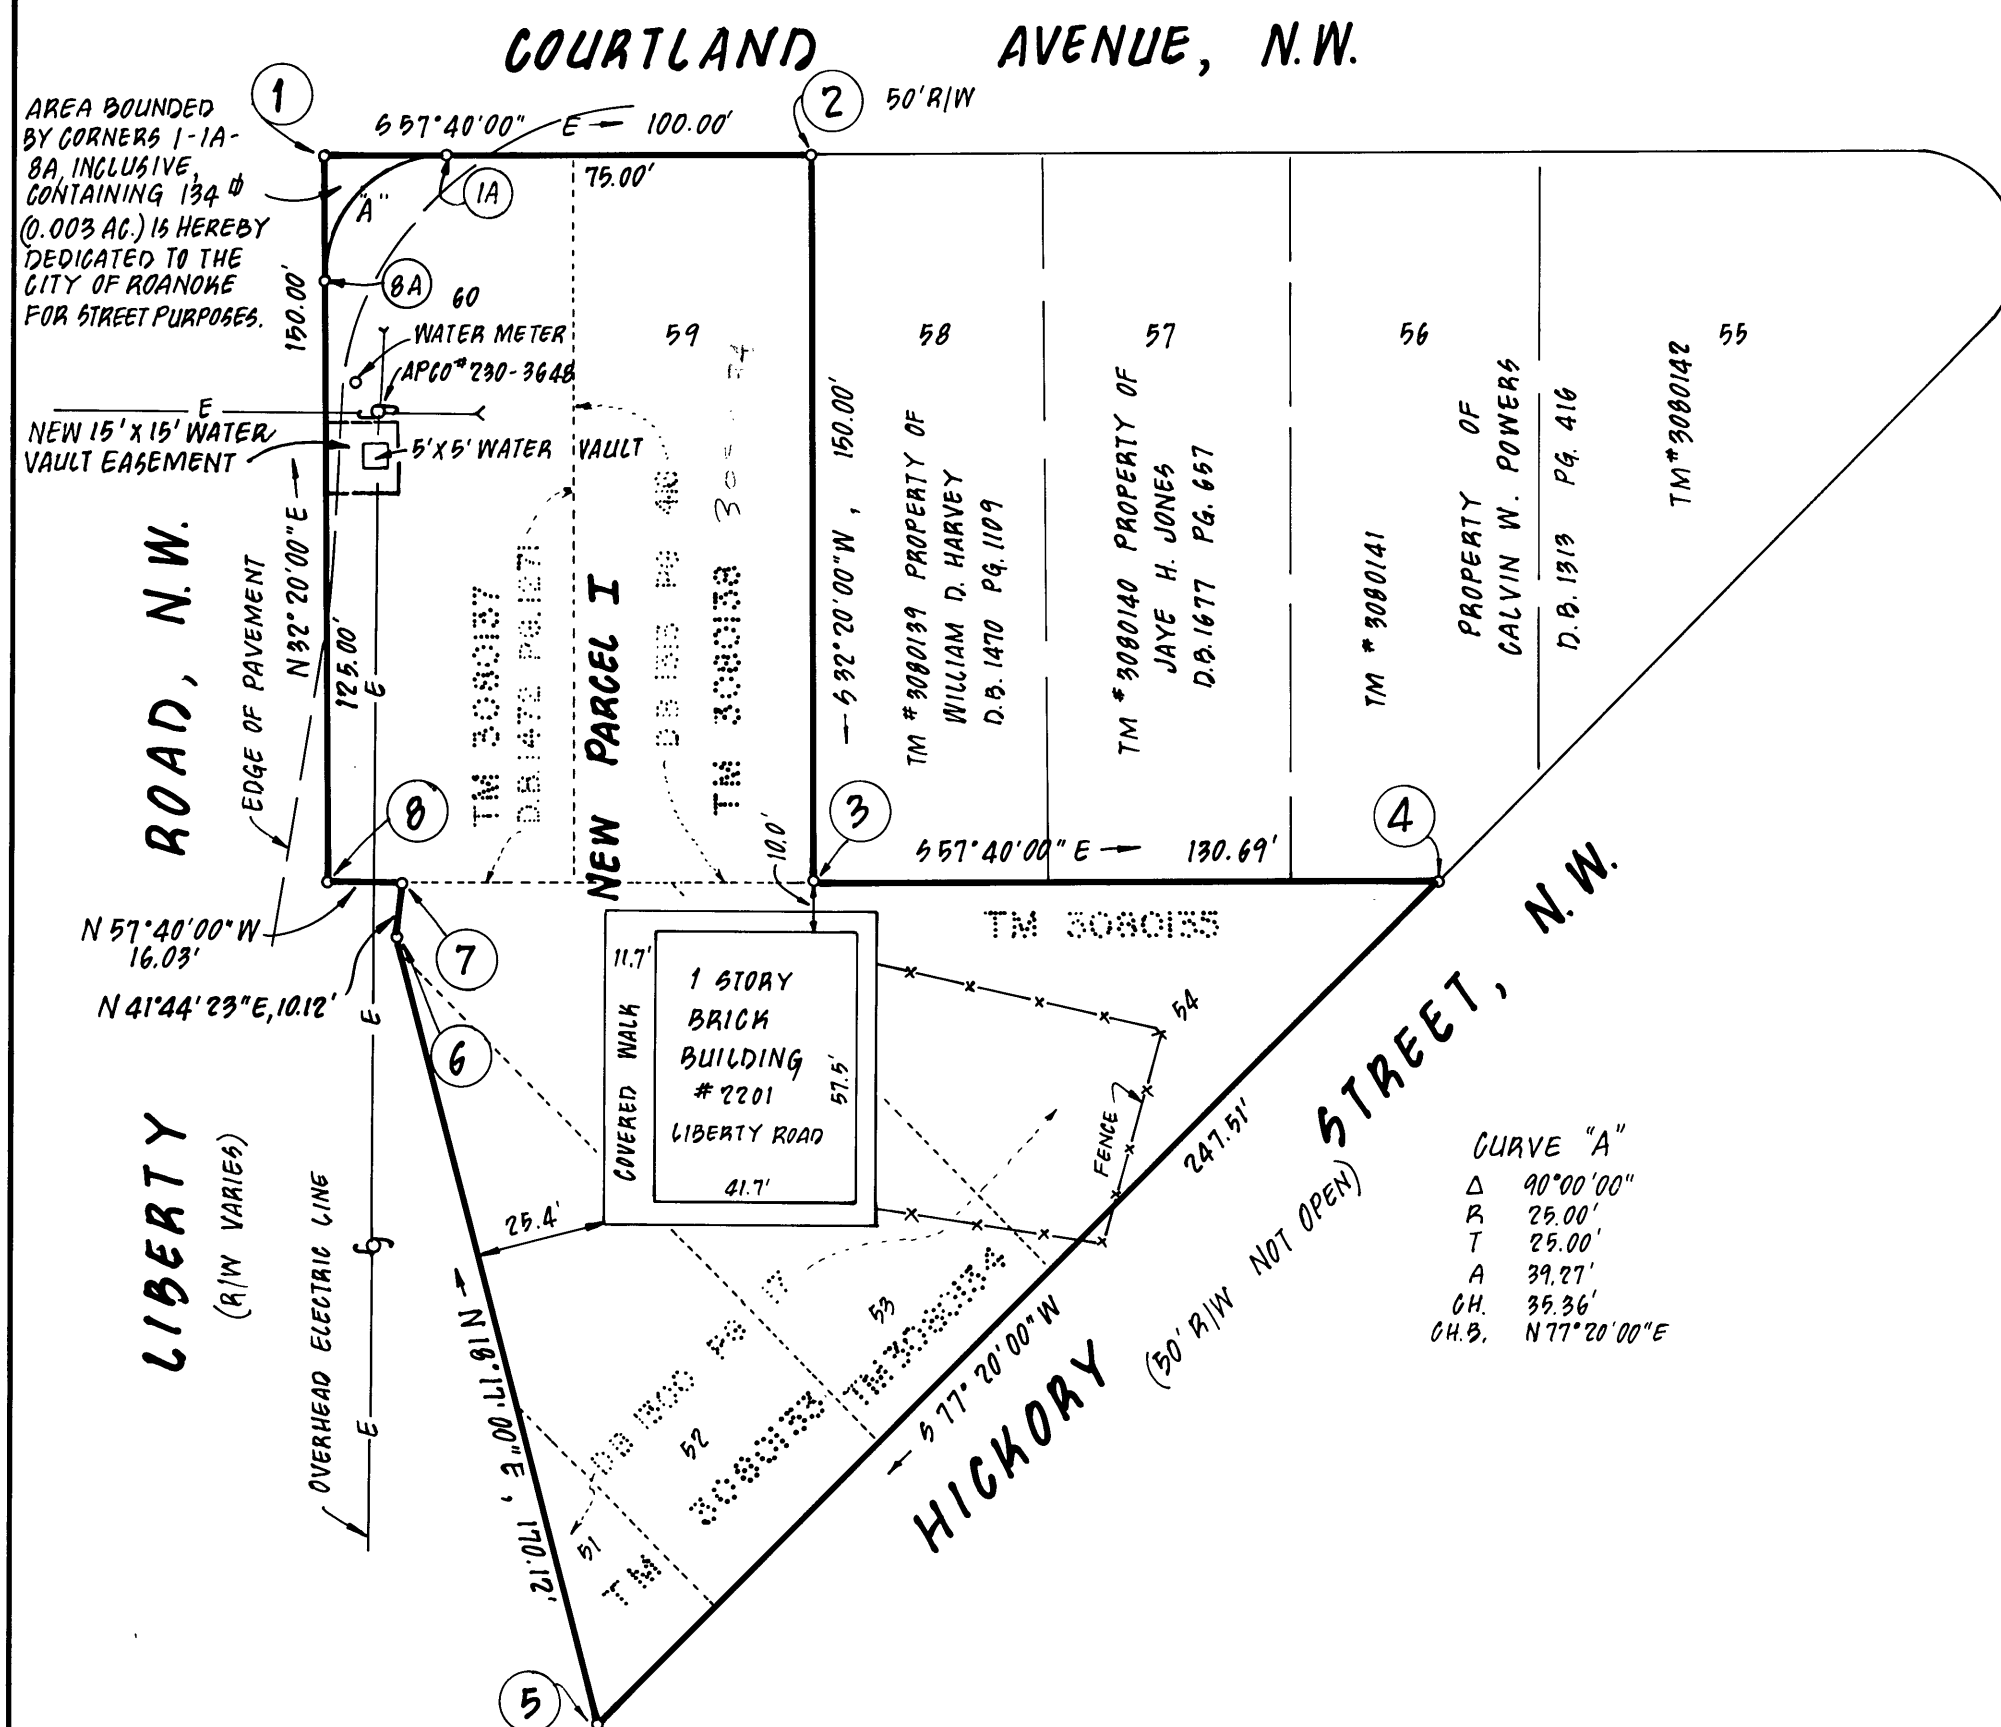 COURTLAND AVENUE, N.W.
1
2
50' R/W
S 57°40'00" E 100.00'
AREA BOUNDED
BY CORNERS 1-1A-
8A, INCLUSIVE,
CONTAINING 134
(0.003 AC.) IS HEREBY
DEDICATED TO THE
CITY OF ROANOKE
FOR STREET PURPOSES.
75.00'
1A
"A"
8A
150.00'
60
59
58
57
56
55
WATER METER
APCO #230-3648
E
NEW 15' X 15' WATER
VAULT EASEMENT
5'X5' WATER VAULT
N 32° 20'00" E
125.00'
E
EDGE OF PAVEMENT
LIBERTY ROAD, N.W.
(R/W VARIES)
TM 3080137
D.B. 1472 PG. 1271
NEW PARCEL I
TM 3080138
S 32° 20'00" W, 150.00'
TM #3080139 PROPERTY OF
WILLIAM D. HARVEY
D.B. 1470 PG. 1109
TM #3080140 PROPERTY OF
JAYE H. JONES
D.B. 1677 PG. 657
TM #3080141
PROPERTY OF
CALVIN W. POWERS
D.B. 1313 PG. 416
TM #3080142
8
3
4
10.0'
S 57°40'00" E 130.69'
N 57°40'00" W
16.03'
7
N 41°44'23" E, 10.12'
6
E
TM 3080135
11.7'
COVERED WALK
1 STORY
BRICK
BUILDING
#2201
LIBERTY ROAD
57.5'
41.7'
54
FENCE
247.51'
25.4'
OVERHEAD ELECTRIC LINE
E
N 18° 17'00" E, 170.12'
53
52
51
TM
S 77° 20'00" W
HICKORY STREET, N.W.
(50' R/W NOT OPEN)
5
CURVE "A"
Δ 90°00'00"
R 25.00'
T 25.00'
A 39.27'
CH. 35.36'
CH.B. N 77°20'00" E